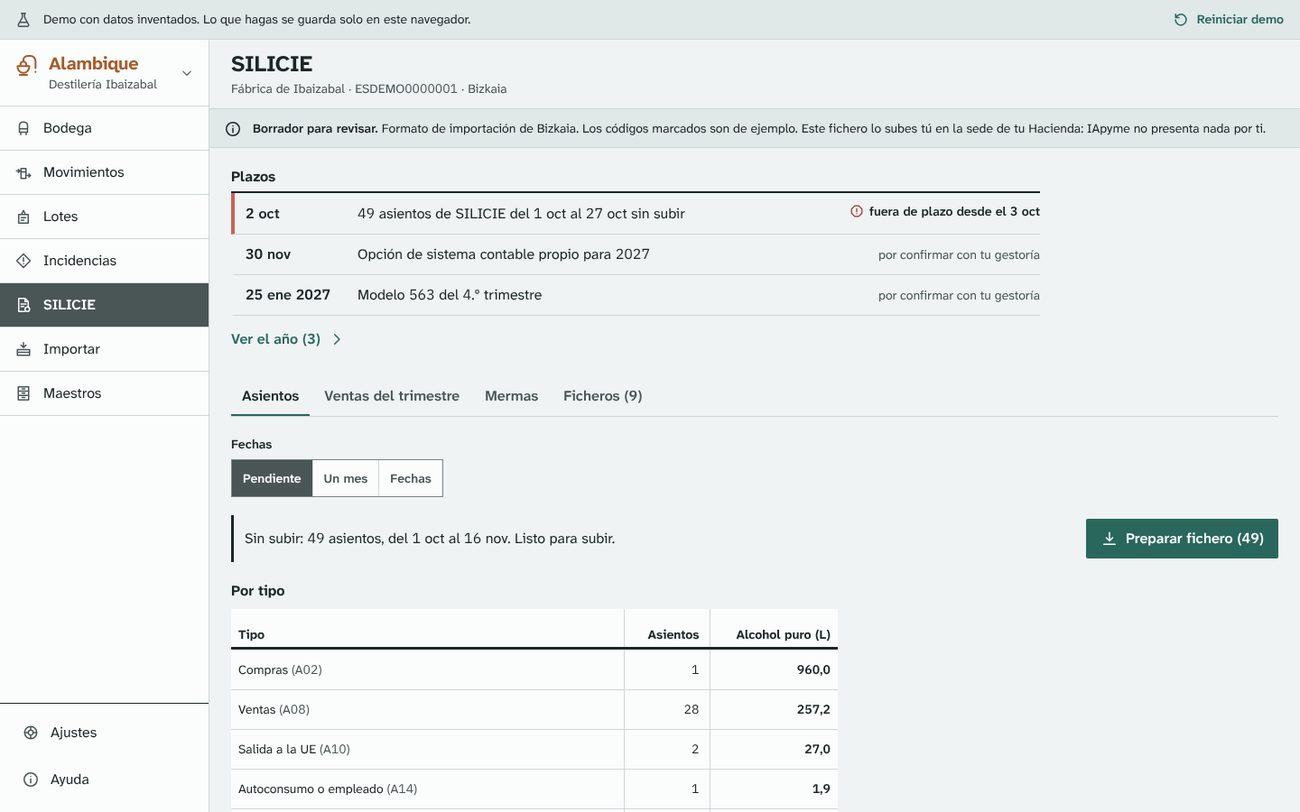 Demo con datos inventados. Lo que hagas se guarda solo en este navegador.
Reiniciar demo
Alambique
Destilería Ibaizabal
Bodega
Movimientos
Lotes
Incidencias
SILICIE
Importar
Maestros
Ajustes
Ayuda
SILICIE
Fábrica de Ibaizabal · ESDEMO0000001 · Bizkaia
Borrador para revisar. Formato de importación de Bizkaia. Los códigos marcados son de ejemplo. Este fichero lo subes tú en la sede de tu Hacienda: IApyme no presenta nada por ti.
Plazos
2 oct 49 asientos de SILICIE del 1 oct al 27 oct sin subir fuera de plazo desde el 3 oct
30 nov Opción de sistema contable propio para 2027 por confirmar con tu gestoría
25 ene 2027 Modelo 563 del 4.º trimestre por confirmar con tu gestoría
Ver el año (3)
Asientos Ventas del trimestre Mermas Ficheros (9)
Fechas
Pendiente Un mes Fechas
Sin subir: 49 asientos, del 1 oct al 16 nov. Listo para subir.
Preparar fichero (49)
Por tipo
Tipo Asientos Alcohol puro (L)
Compras (A02) 1 960,0
Ventas (A08) 28 257,2
Salida a la UE (A10) 2 27,0
Autoconsumo o empleado (A14) 1 1,9